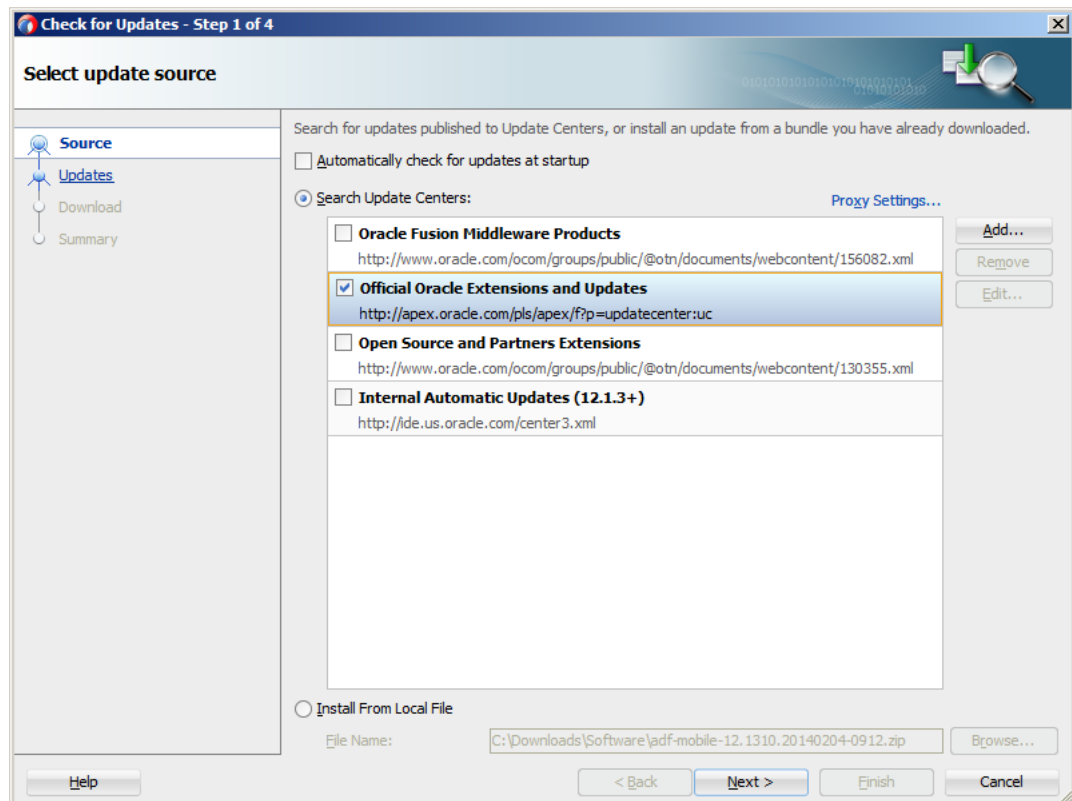 Check for Updates - Step 1 of 4
Select update source
010101010101010101010101
01010101010
Source
Updates
Download
Summary
Search for updates published to Update Centers, or install an update from a bundle you have already downloaded.
Automatically check for updates at startup
Search Update Centers:
Proxy Settings...
Oracle Fusion Middleware Products
http://www.oracle.com/ocom/groups/public/@otn/documents/webcontent/156082.xml
Official Oracle Extensions and Updates
http://apex.oracle.com/pls/apex/f?p=updatecenter:uc
Open Source and Partners Extensions
http://www.oracle.com/ocom/groups/public/@otn/documents/webcontent/130355.xml
Internal Automatic Updates (12.1.3+)
http://ide.us.oracle.com/center3.xml
Add...
Remove
Edit...
Install From Local File
File Name: C:\Downloads\Software\adf-mobile-12.1310.20140204-0912.zip Browse...
Help < Back Next > Finish Cancel